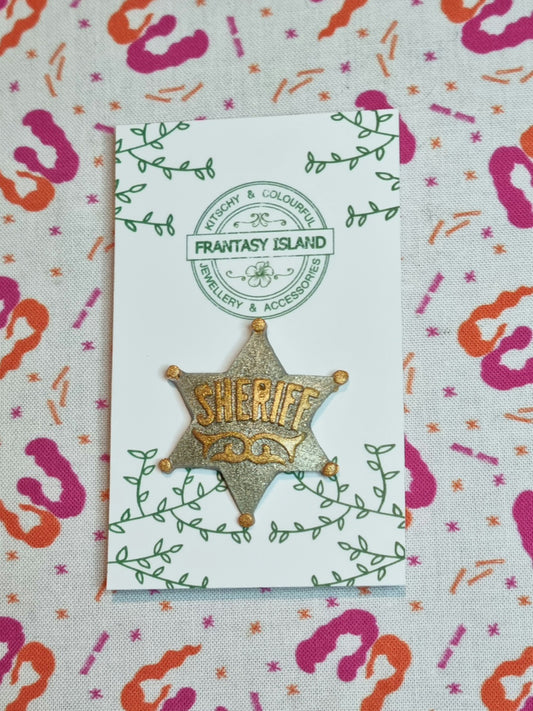 KITSCHY & COLOURFUL
FRANTASY ISLAND
JEWELLERY & ACCESSORIES
SHERIFF